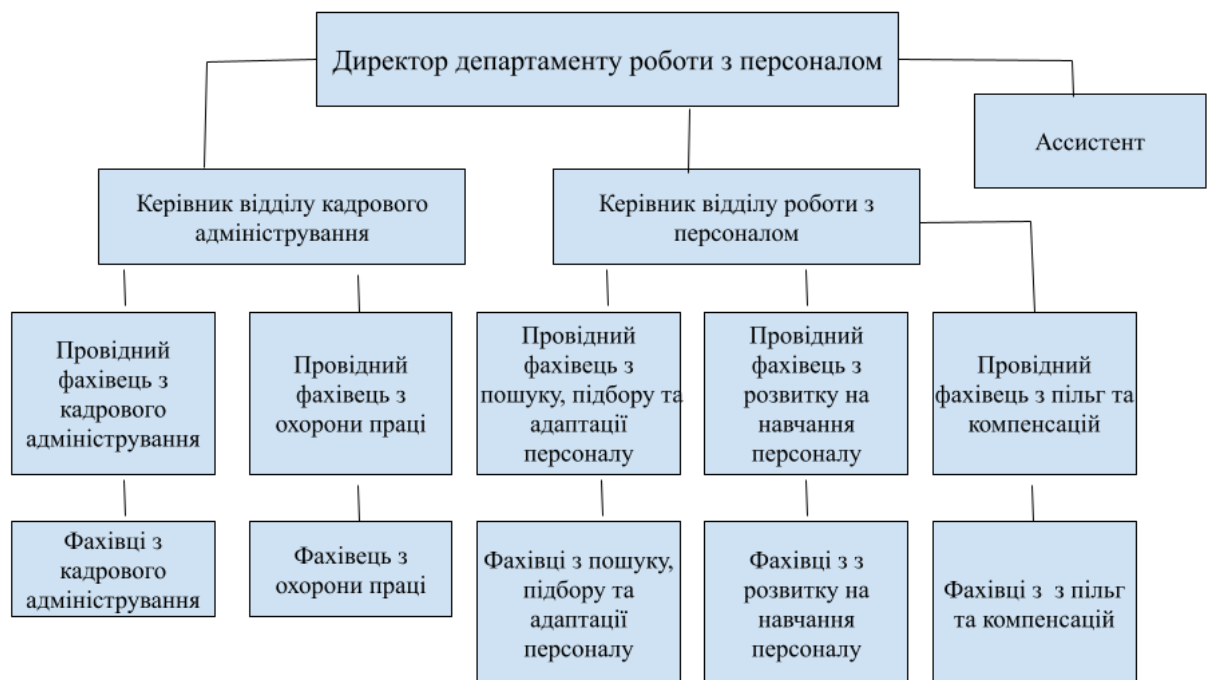 Директор департаменту роботи з персоналом
Ассистент
Керівник відділу кадрового
адміністрування
Керівник відділу роботи з
персоналом
Провідний
фахівець з
кадрового
адміністрування
Провідний
фахівець з
охорони праці
Провідний
фахівець з
пошуку, підбору та
адаптації
персоналу
Провідний
фахівець з
розвитку на
навчання
персоналу
Провідний
фахівець з пільг та
компенсацій
Фахівці з
кадрового
адміністрування
Фахівець з
охорони праці
Фахівці з пошуку,
підбору та
адаптації
персоналу
Фахівці з з
розвитку на
навчання
персоналу
Фахівці з  з пільг
та компенсацій